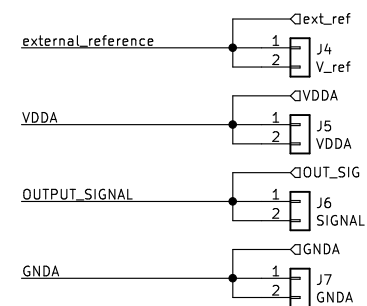 ext_ref
external_reference 1 J4
2 V_ref
VDDA
VDDA 1 J5
2 VDDA
OUT_SIG
OUTPUT_SIGNAL 1 J6
2 SIGNAL
GNDA
GNDA 1 J7
2 GNDA